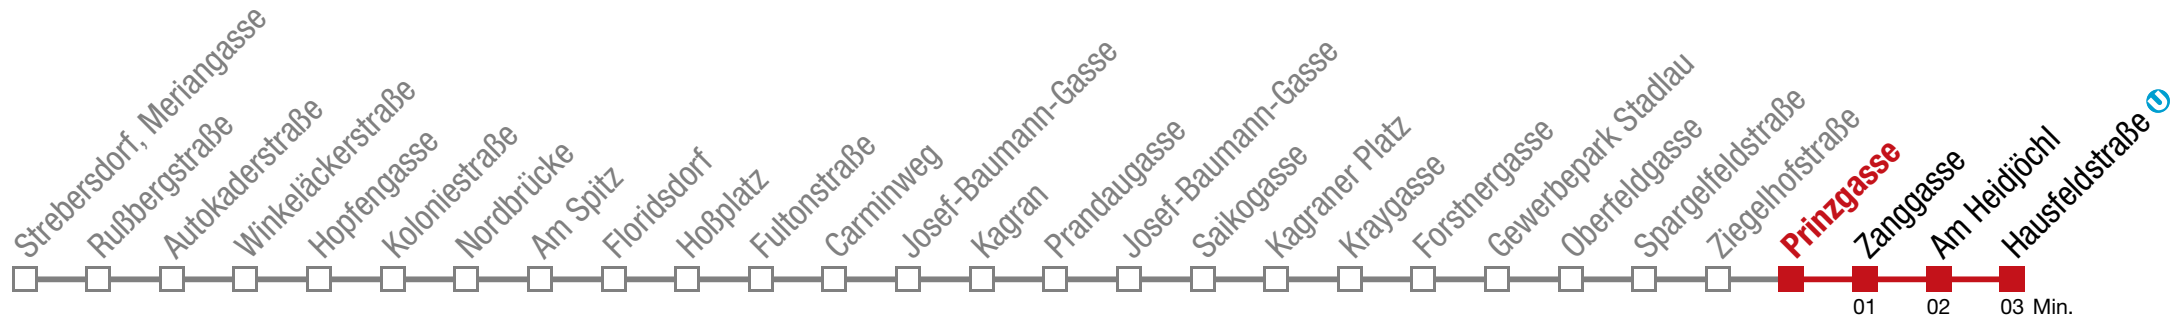 Strebersdorf, Meriangasse
Rußbergstraße
Autokaderstraße
Winkeläckerstraße
Hopfengasse
Koloniestraße
Nordbrücke
Am Spitz
Floridsdorf
Hoßplatz
Fultonstraße
Carminweg
Josef-Baumann-Gasse
Kagran
Prandaugasse
Josef-Baumann-Gasse
Saikogasse
Kagraner Platz
Kraygasse
Forstnergasse
Gewerbepark Stadlau
Oberfeldgasse
Spargelfeldstraße
Ziegelhofstraße
Prinzgasse
Zanggasse
Am Heidjöchl
Hausfeldstraße U
01 02 03 Min.